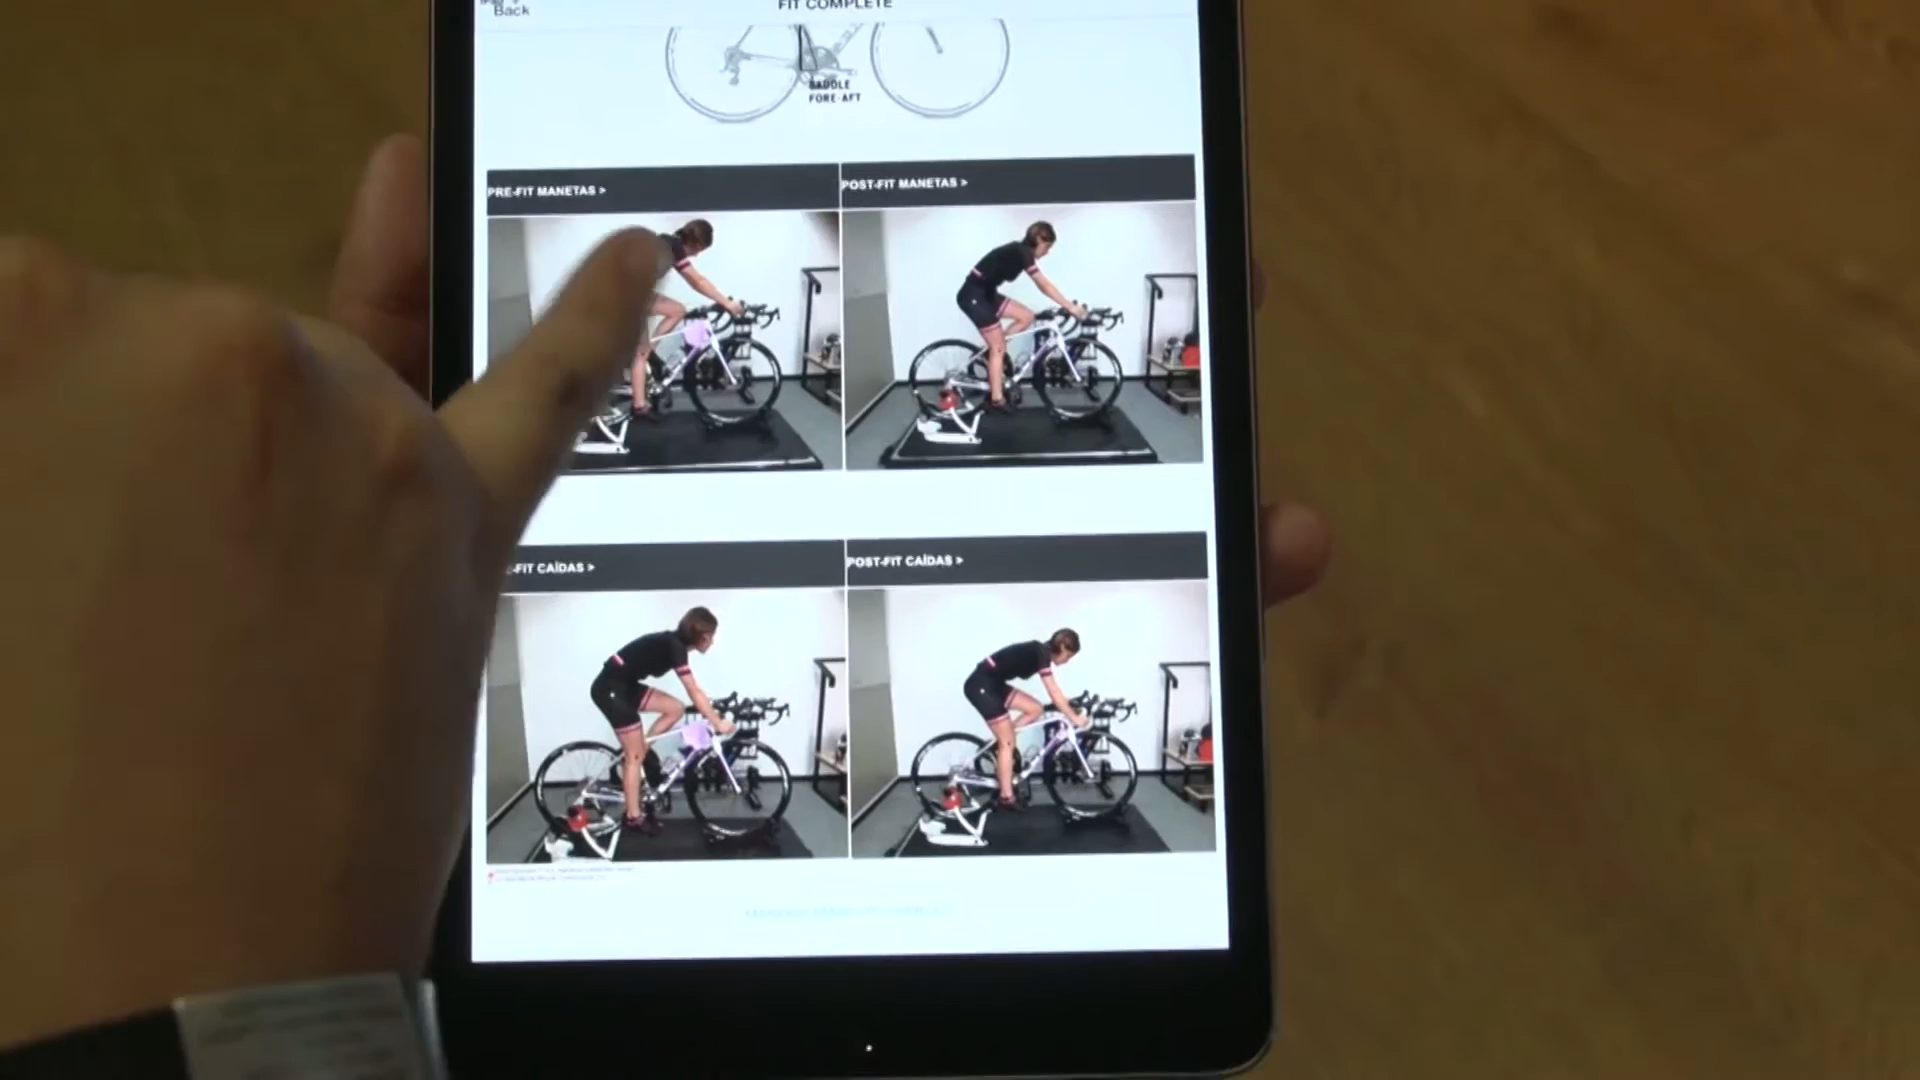 Back
FIT COMPLETE
SADDLE
FORE-AFT
PRE-FIT MANETAS >
POST-FIT MANETAS >
-FIT CAÍDAS >
POST-FIT CAÍDAS >